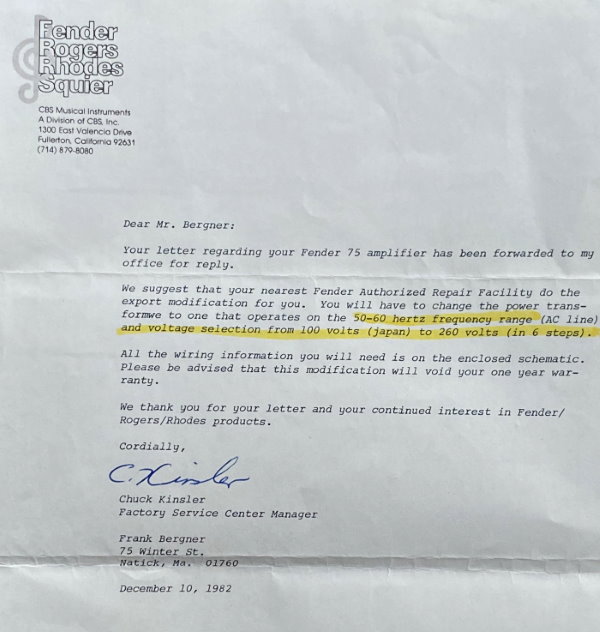 Fender
Rogers
Rhodes
Squier
CBS Musical Instruments
A Division of CBS, Inc.
1300 East Valencia Drive
Fullerton, California 92631
(714) 879-8080
Dear Mr. Bergner:
Your letter regarding your Fender 75 amplifier has been forwarded to my
office for reply.
We suggest that your nearest Fender Authorized Repair Facility do the
export modification for you. You will have to change the power trans-
formwe to one that operates on the 50-60 hertz frequency range (AC line)
and voltage selection from 100 volts (japan) to 260 volts (in 6 steps).
All the wiring information you will need is on the enclosed schematic.
Please be advised that this modification will void your one year war-
ranty.
We thank you for your letter and your continued interest in Fender/
Rogers/Rhodes products.
Cordially,
C. Kinsler
Chuck Kinsler
Factory Service Center Manager
Frank Bergner
75 Winter St.
Natick, Ma. 01760
December 10, 1982